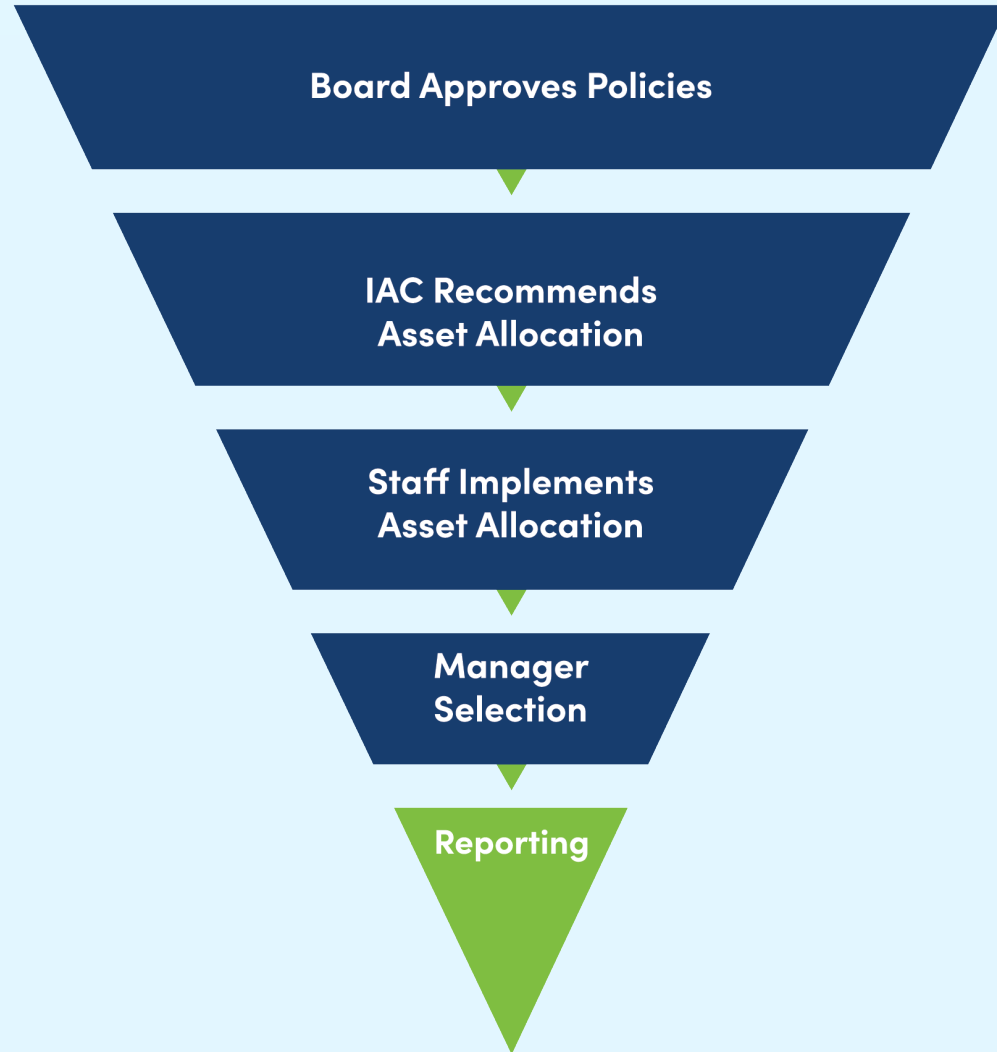 Board Approves Policies
IAC Recommends
Asset Allocation
Staff Implements
Asset Allocation
Manager
Selection
Reporting